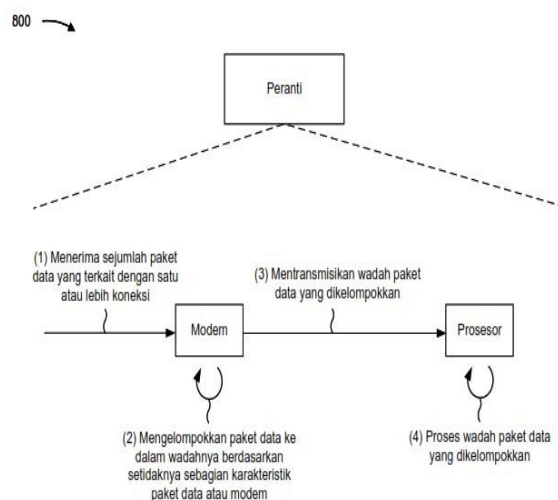 800
Peranti
(1) Menerima sejumlah paket
data yang terkait dengan satu
atau lebih koneksi
(3) Mentransmisikan wadah paket
data yang dikelompokkan
Modem
Prosesor
(2) Mengelompokkan paket data ke
dalam wadahnya berdasarkan
setidaknya sebagian karakteristik
paket data atau modem
(4) Proses wadah paket data
yang dikelompokkan